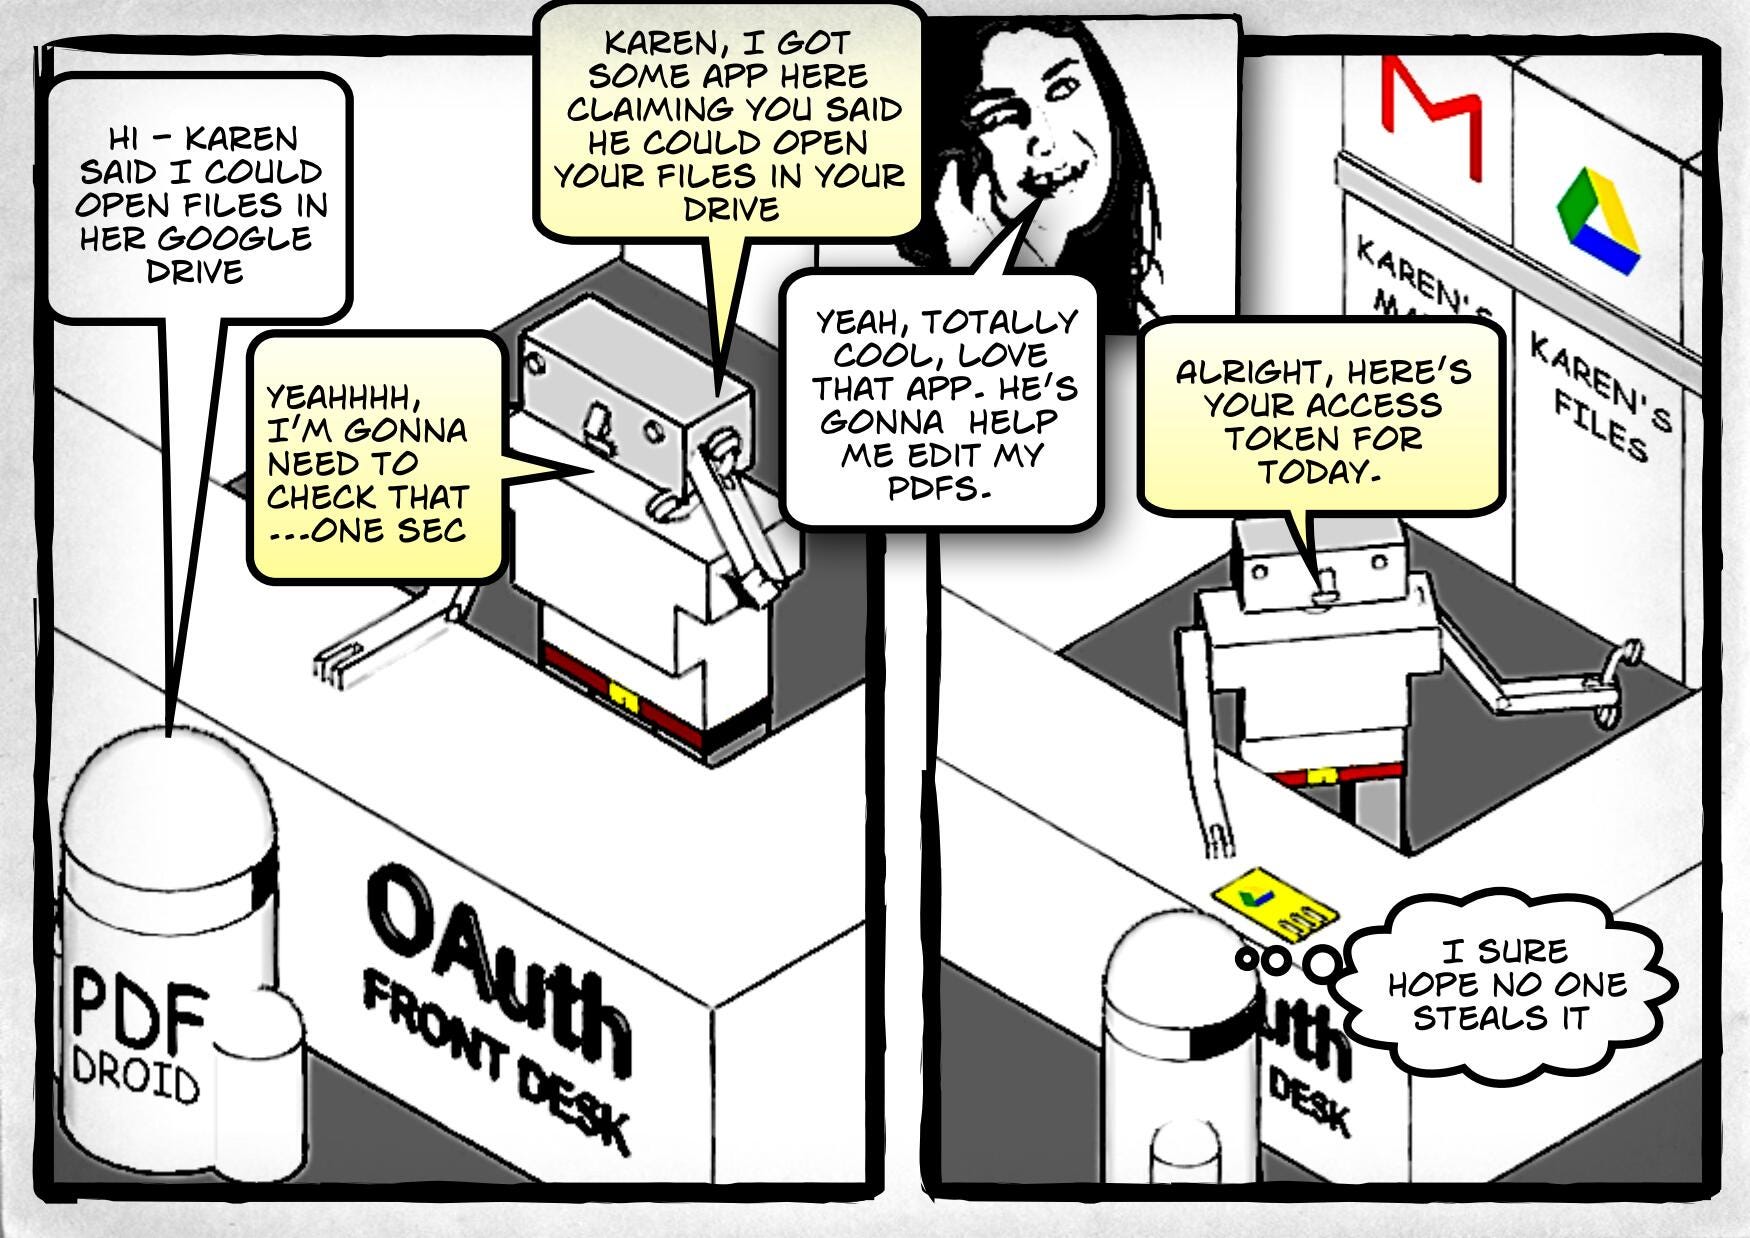 HI - KAREN
SAID I COULD
OPEN FILES IN
HER GOOGLE
DRIVE
YEAHHHH,
I'M GONNA
NEED TO
CHECK THAT
...ONE SEC
KAREN, I GOT
SOME APP HERE
CLAIMING YOU SAID
HE COULD OPEN
YOUR FILES IN YOUR
DRIVE
YEAH, TOTALLY
COOL, LOVE
THAT APP. HE'S
GONNA HELP
ME EDIT MY
PDFS.
PDF
DROID
OAuth
FRONT DESK
ALRIGHT, HERE'S
YOUR ACCESS
TOKEN FOR
TODAY.
KAREN'S
KAREN'S
FILES
I SURE
HOPE NO ONE
STEALS IT
uth
DESK